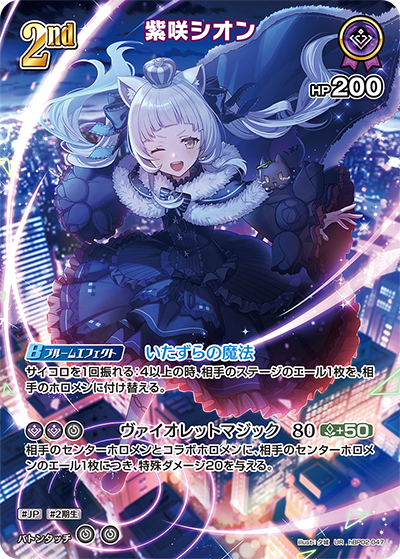 2nd
紫咲シオン
HP200
Bブルームエフェクト いたずらの魔法
サイコロを1回振れる:4以上の時、相手のステージのエール1枚を、相
手のホロメンに付け替える。
ヴァイオレットマジック 80 +50
相手のセンターホロメンとコラボホロメンに、相手のセンターホロメ
ンのエール1枚につき、特殊ダメージ20を与える。
#JP #2期生
バトンタッチ
illust:夕城 UR hBP02-047